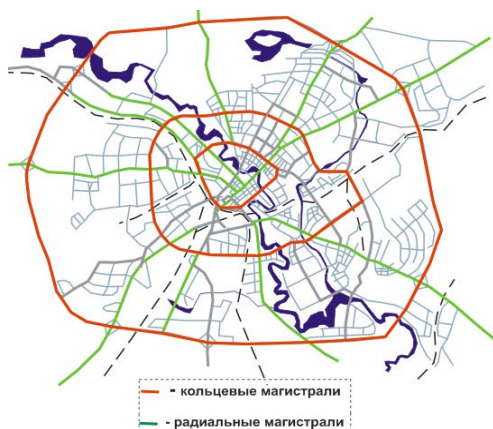 - кольцевые магистрали
- радиальные магистрали